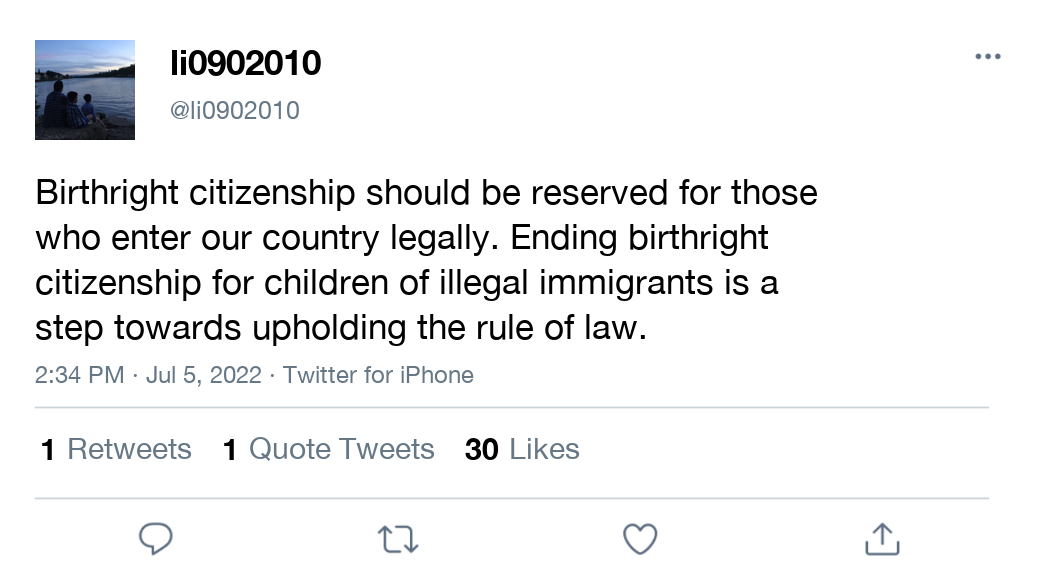 li0902010
@li0902010
Birthright citizenship should be reserved for those
who enter our country legally. Ending birthright
citizenship for children of illegal immigrants is a
step towards upholding the rule of law.
2:34 PM · Jul 5, 2022 · Twitter for iPhone
1 Retweets 1 Quote Tweets 30 Likes